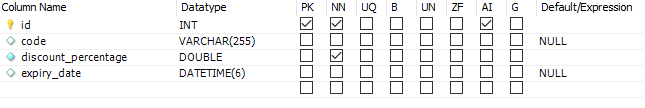 Column Name Datatype PK NN UQ B UN ZF AI G Default/Expression
id INT
code VARCHAR(255) NULL
discount_percentage DOUBLE
expiry_date DATETIME(6) NULL